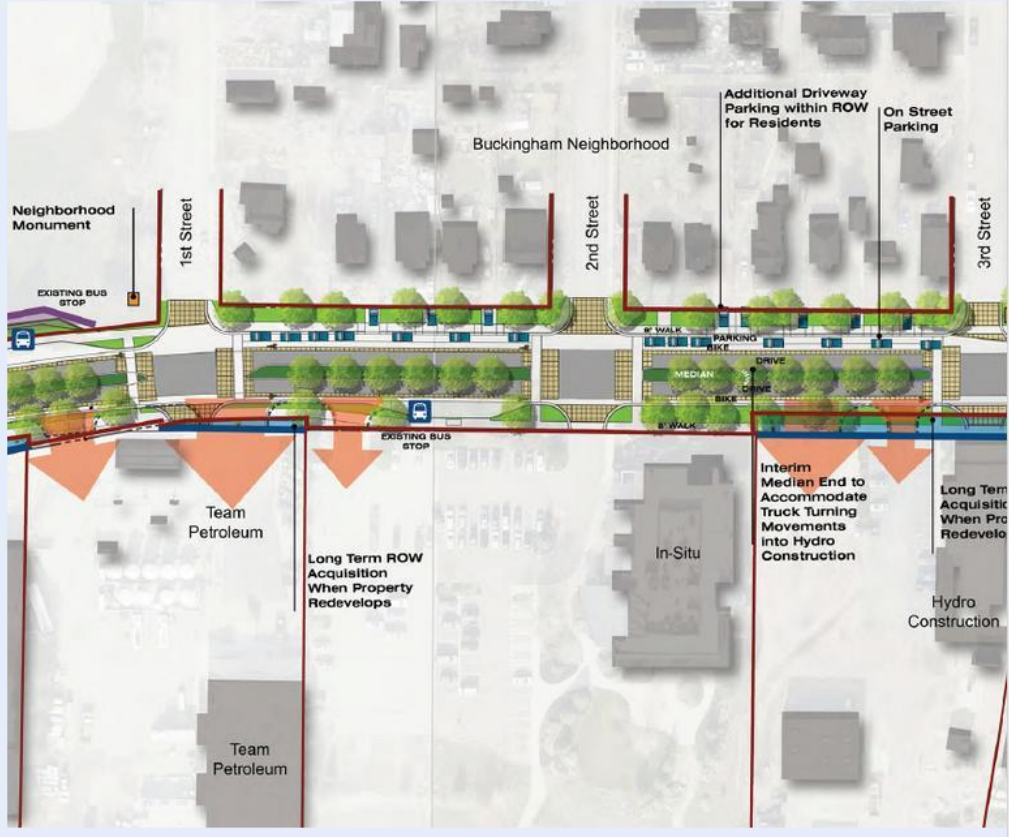 Additional Driveway
Parking within ROW
for Residents
On Street
Parking
Buckingham Neighborhood
Neighborhood
Monument
1st Street
2nd Street
3rd Street
EXISTING BUS
STOP
8' WALK
PARKING
BIKE
DRIVE
MEDIAN
DRIVE
BIKE
8' WALK
EXISTING BUS
STOP
Team
Petroleum
Long Term ROW
Acquisition
When Property
Redevelops
In-Situ
Interim
Median End to
Accommodate
Truck Turning
Movements
into Hydro
Construction
Long Term
Acquisitio
When Pro
Redevelo
Hydro
Construction
Team
Petroleum